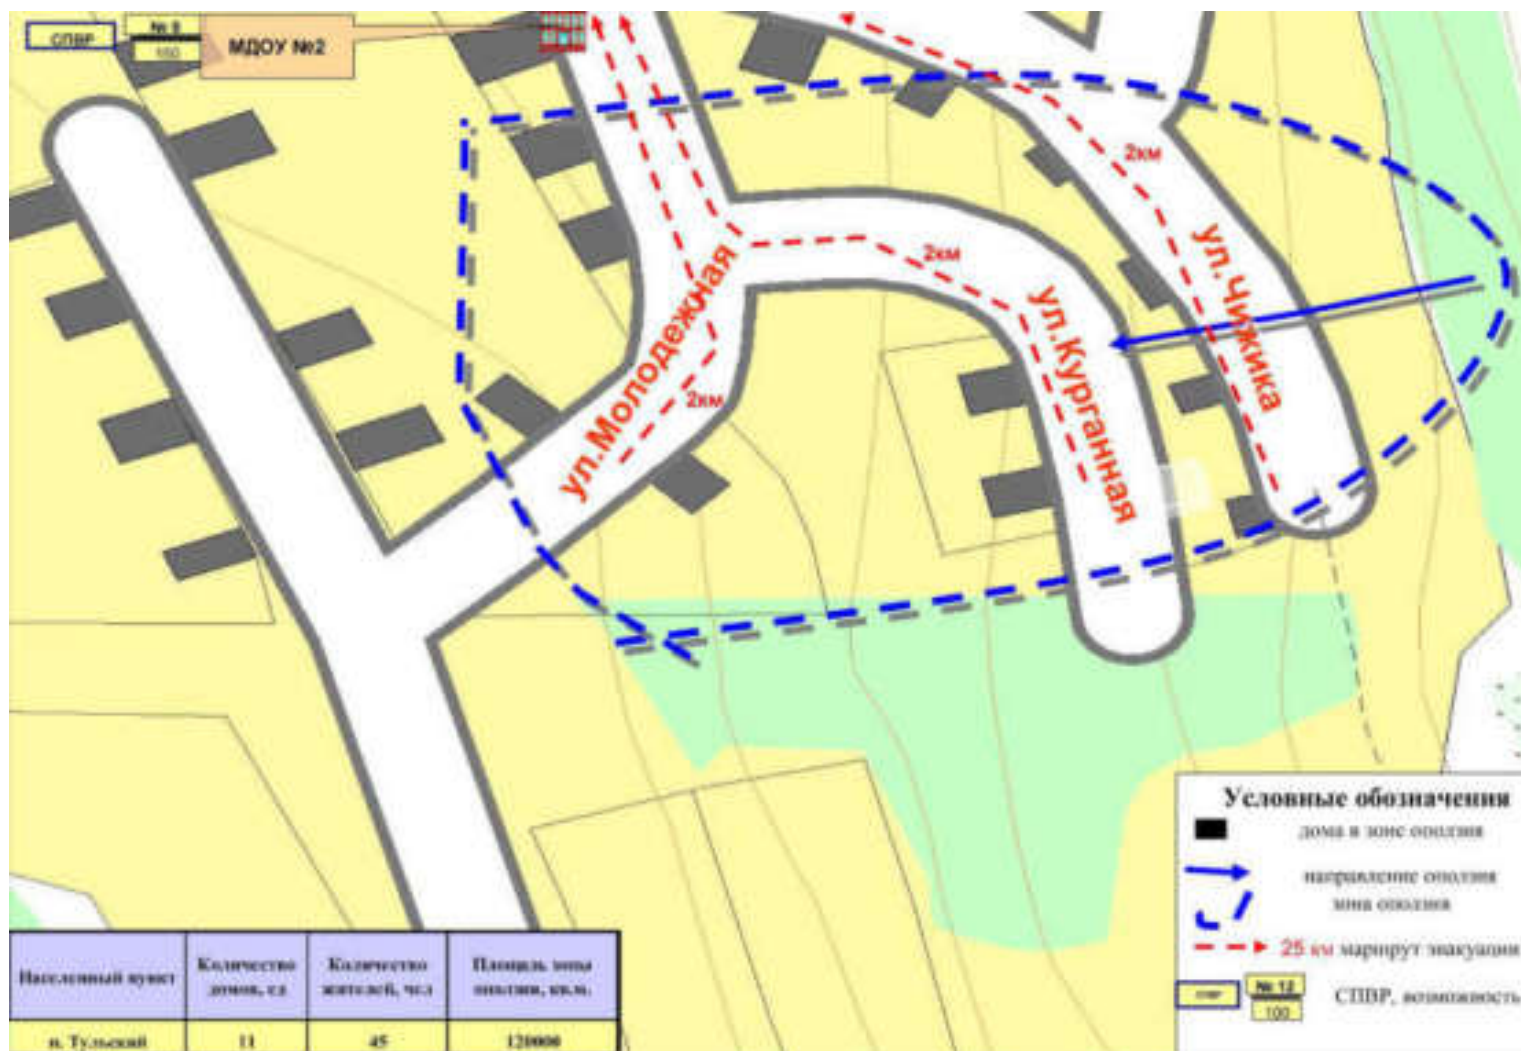 СПВР
№ 8
МДОУ №2
2км
ул.Чижика
2км
ул.Молодежная
ул.Курганная
2км
Условные обозначения
дома в зоне оползня
направление оползня
зона оползня
25 км маршрут эвакуации
№ 12
100
СПВР, возможность
Населенный пункт
Количество
домов, ед
Количество
жителей, чел
Площадь зоны
оползня, кв.м.
п. Тульский
11
45
120000